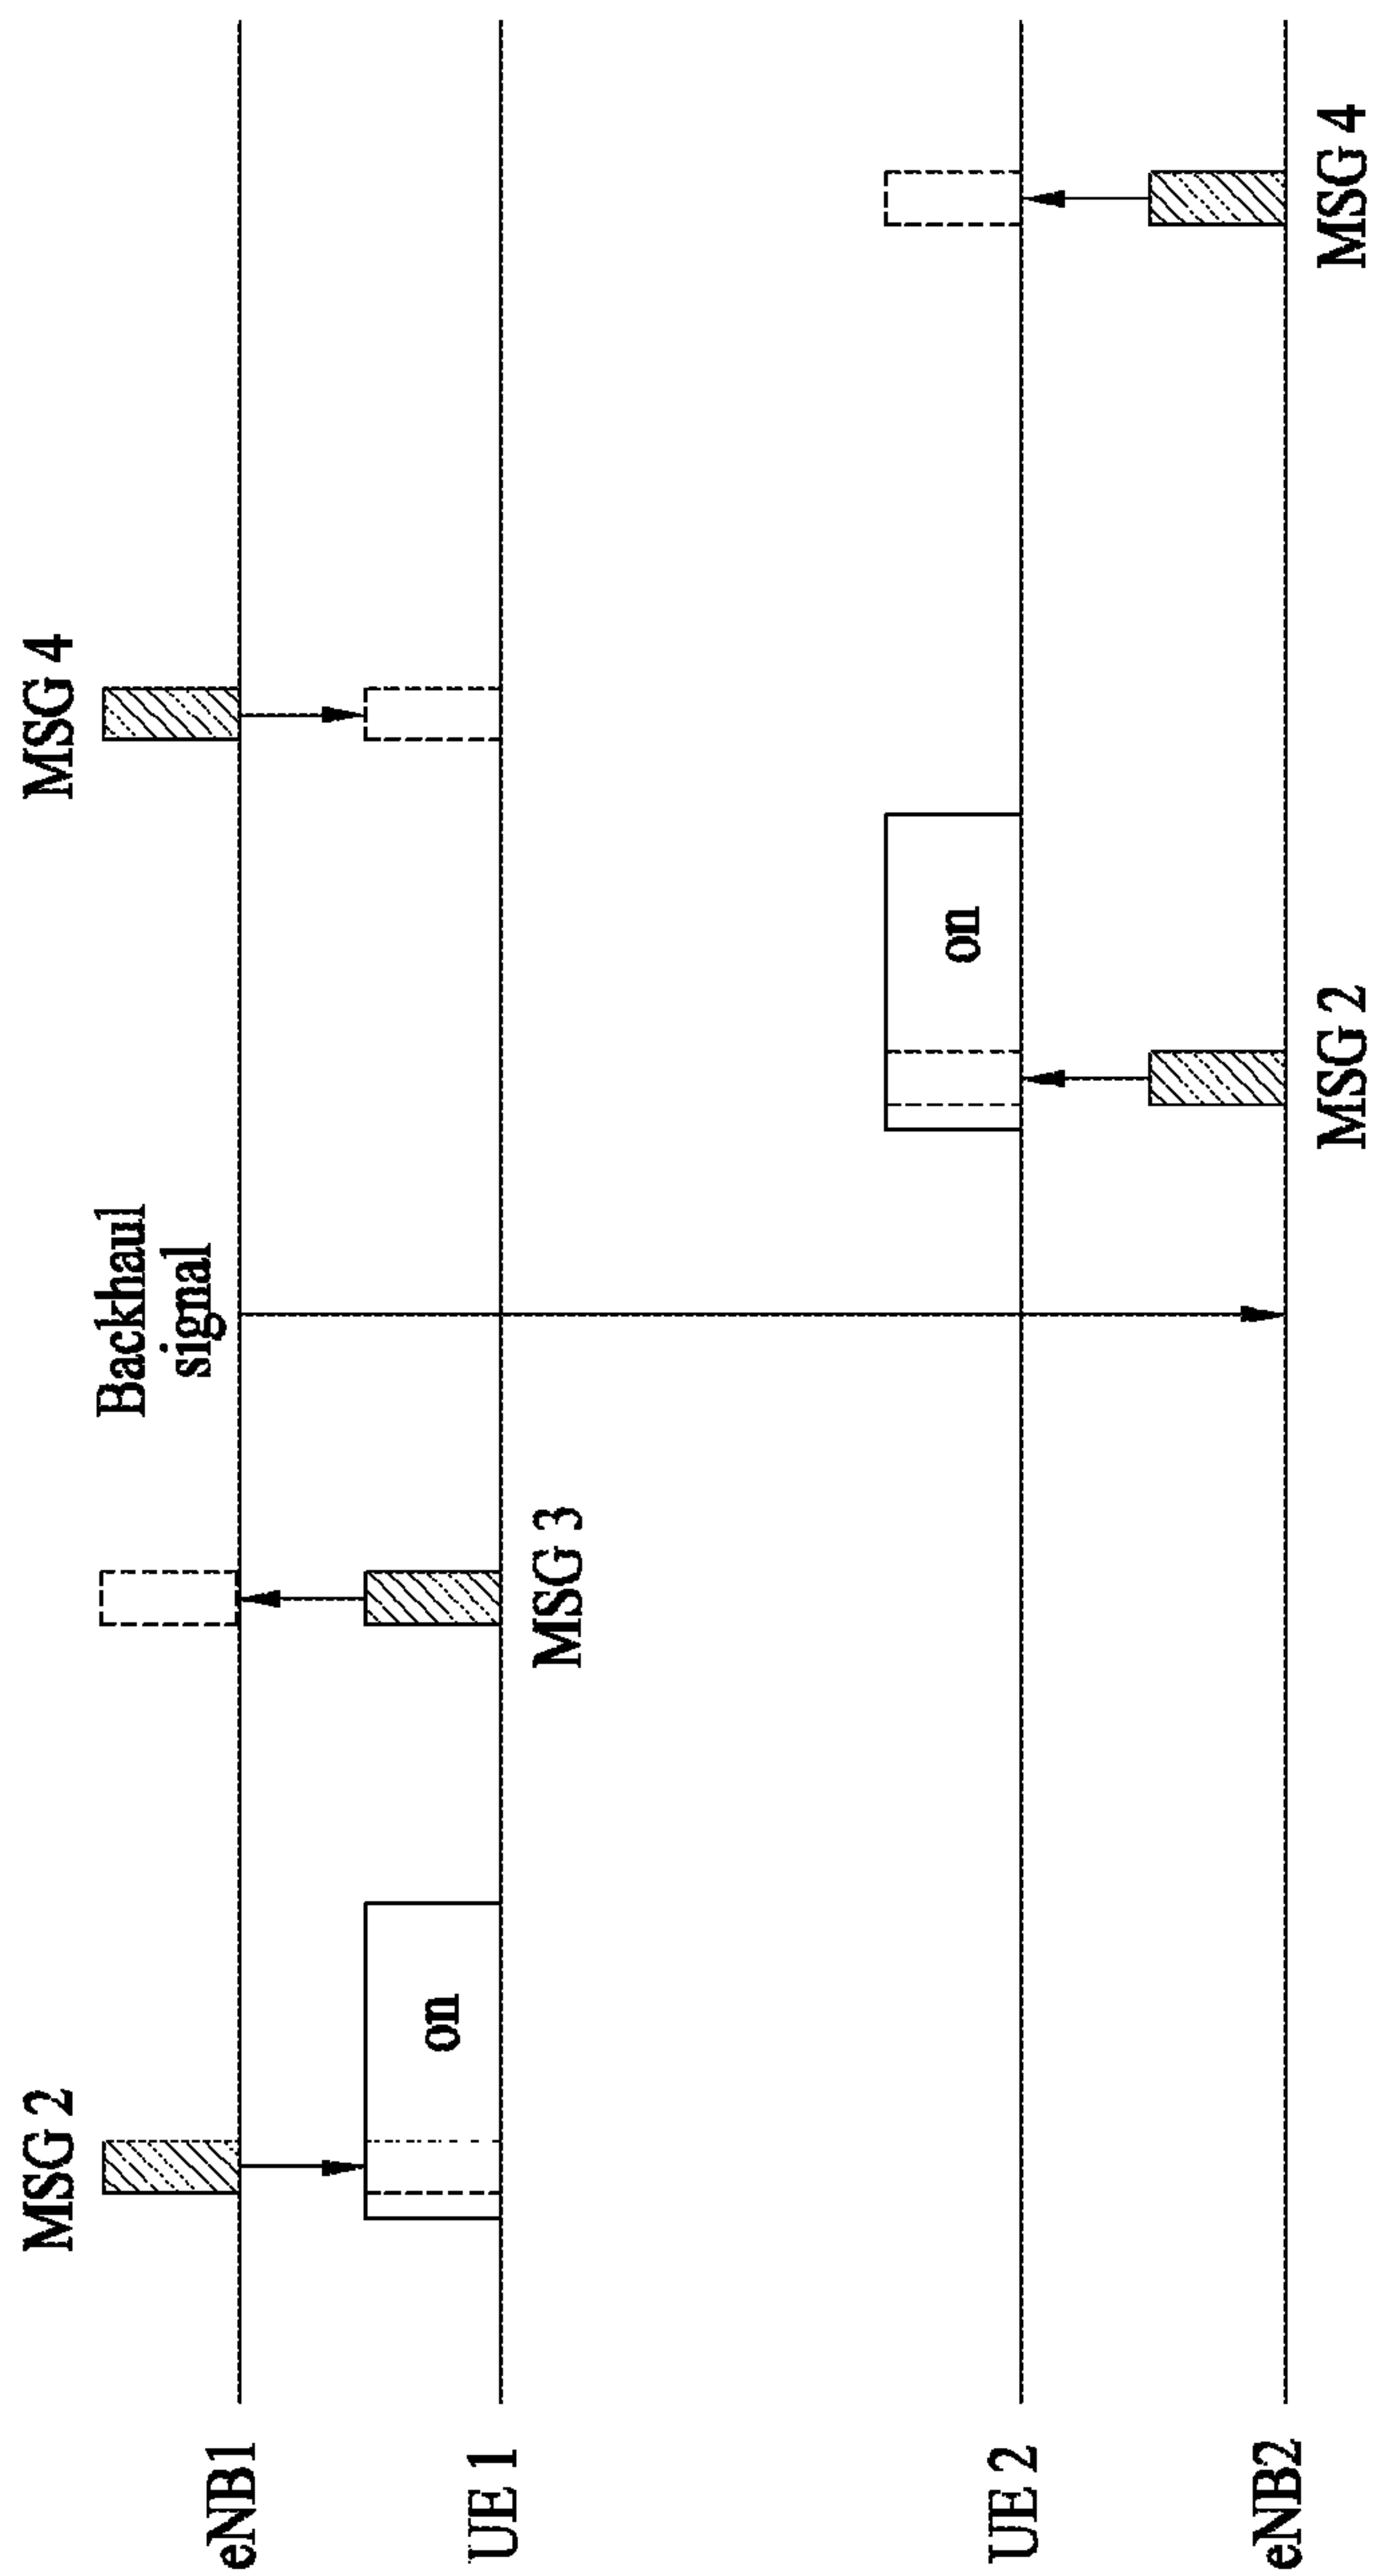 MSG 2
MSG 4
Backhaul
signal
eNB1
on
UE 1
MSG 3
on
UE 2
eNB2
MSG 2
MSG 4